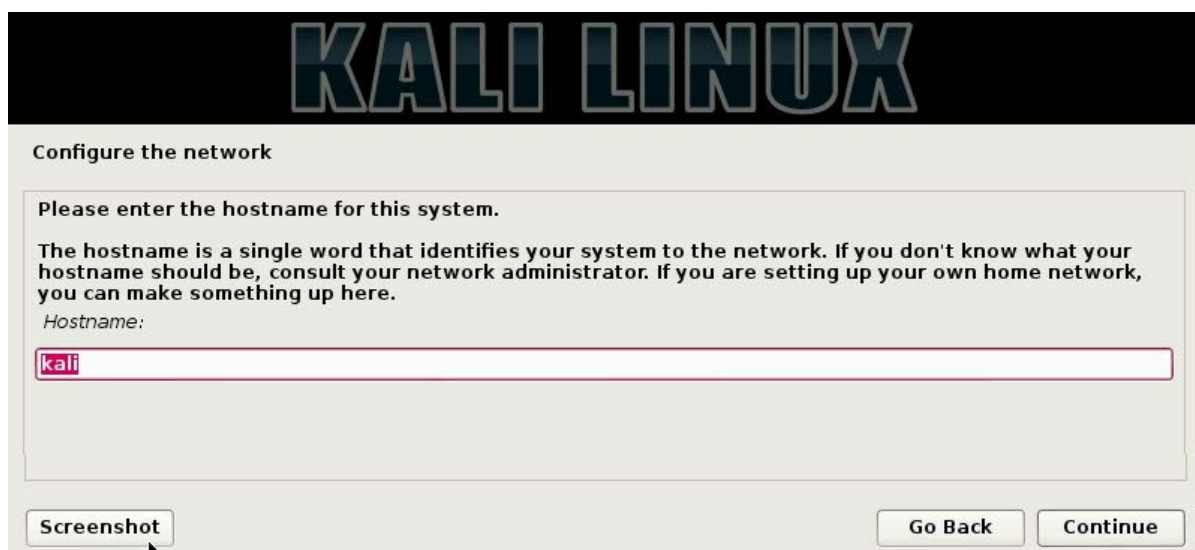 KALI LINUX
Configure the network
Please enter the hostname for this system.
The hostname is a single word that identifies your system to the network. If you don't know what your
hostname should be, consult your network administrator. If you are setting up your own home network,
you can make something up here.
Hostname:
kali
Screenshot
Go Back
Continue